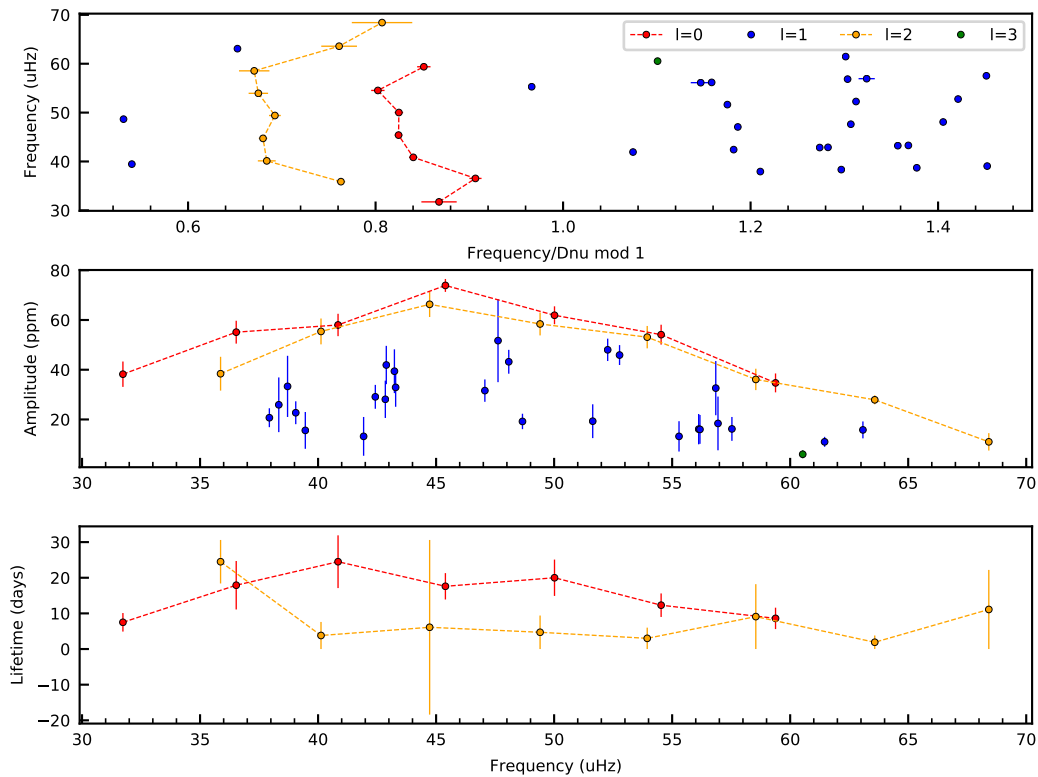 70
60
50
40
30
Frequency (uHz)
l=0 l=1 l=2 l=3
0.6 0.8 1.0 1.2 1.4
Frequency/Dnu mod 1
80
60
40
20
Amplitude (ppm)
30 35 40 45 50 55 60 65 70
30
20
10
0
−10
−20
Lifetime (days)
30 35 40 45 50 55 60 65 70
Frequency (uHz)